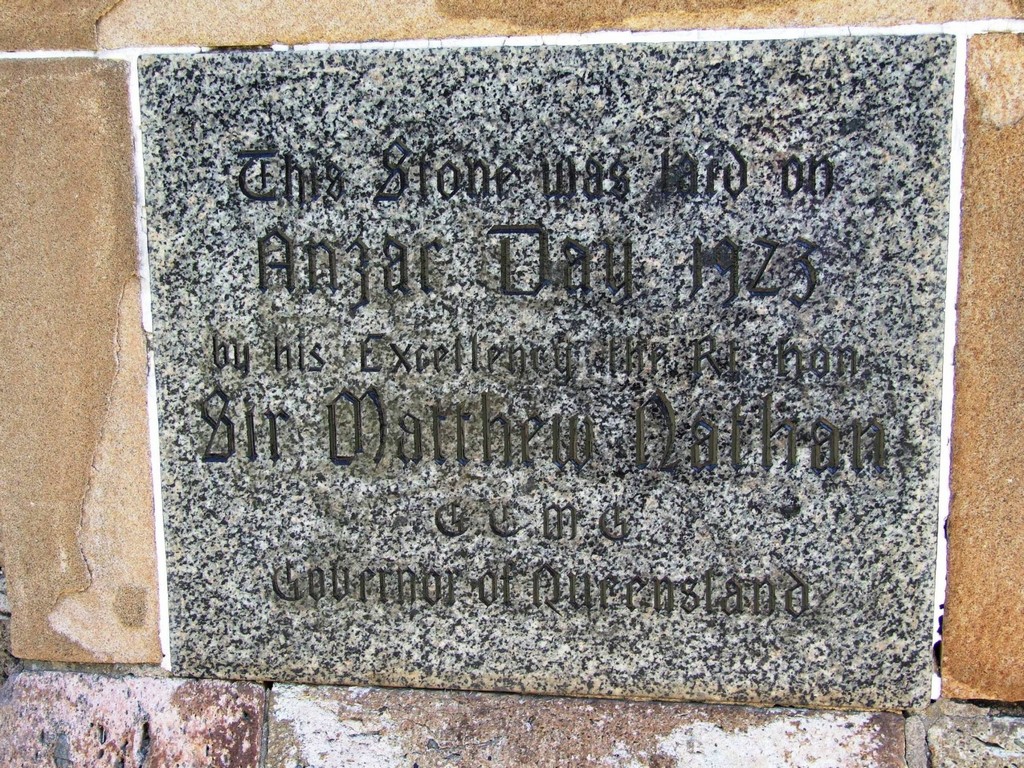 This Stone was laid on
Anzac Day 1923
by his Excellency the Rt hon
Sir Matthew Nathan
G C M G
Governor of Queensland